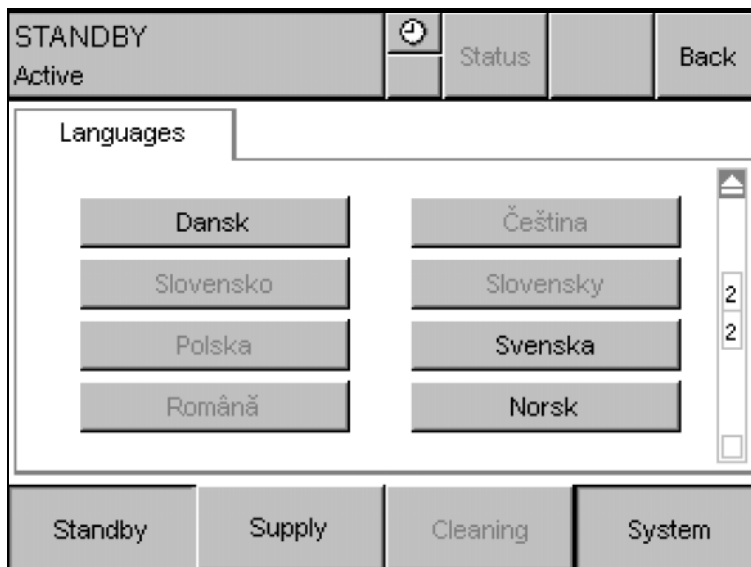 STANDBY
Active
Status
Back
Languages
Dansk
Čeština
Slovensko
Slovensky
Polska
Svenska
Română
Norsk
2
2
Standby
Supply
Cleaning
System